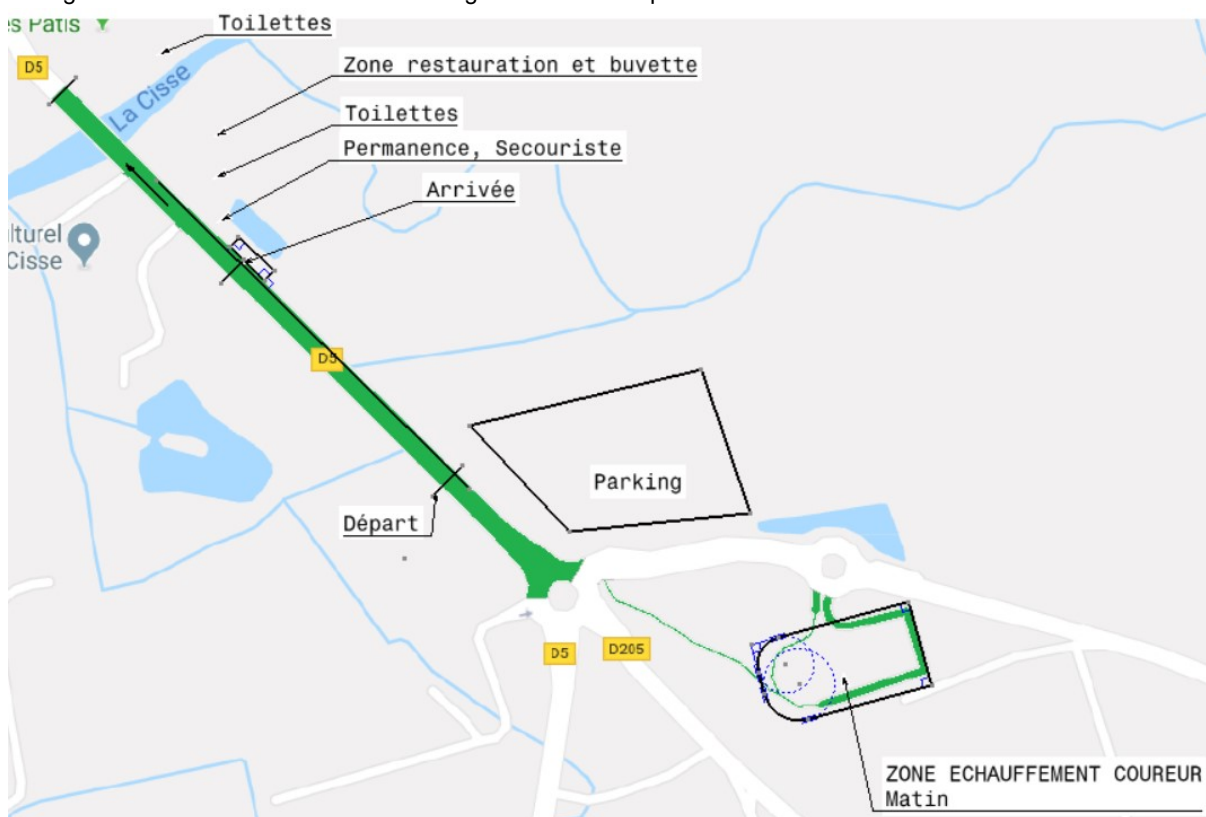 es Patis
Toilettes
D5
Zone restauration et buvette
La Cisse
Toilettes
Permanence, Secouriste
Arrivée
lturel
Cisse
D5
Parking
Départ
D5
D205
ZONE ECHAUFFEMENT COUREUR
Matin